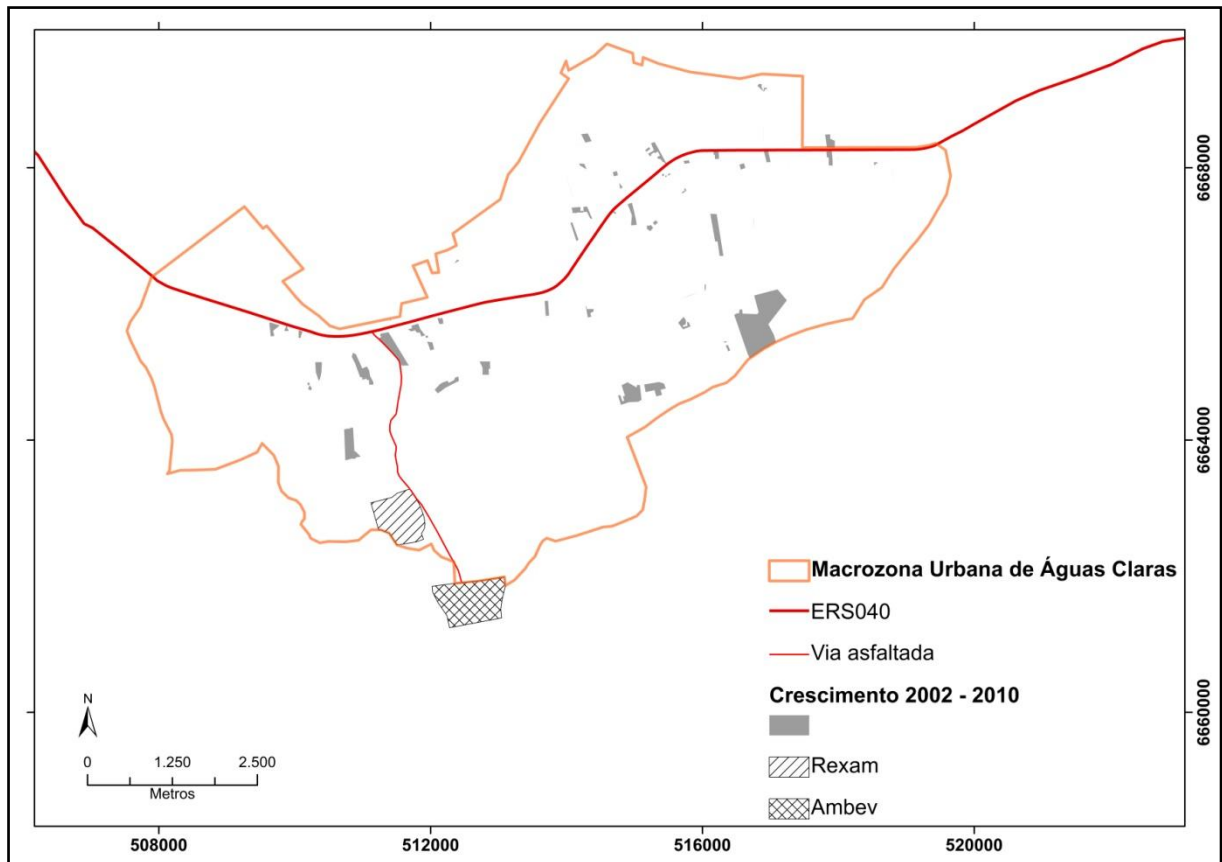 6668000
6664000
6660000
Macrozona Urbana de Águas Claras
ERS040
Via asfaltada
Crescimento 2002 - 2010
Rexam
Ambev
N
0 1.250 2.500
Metros
508000 512000 516000 520000